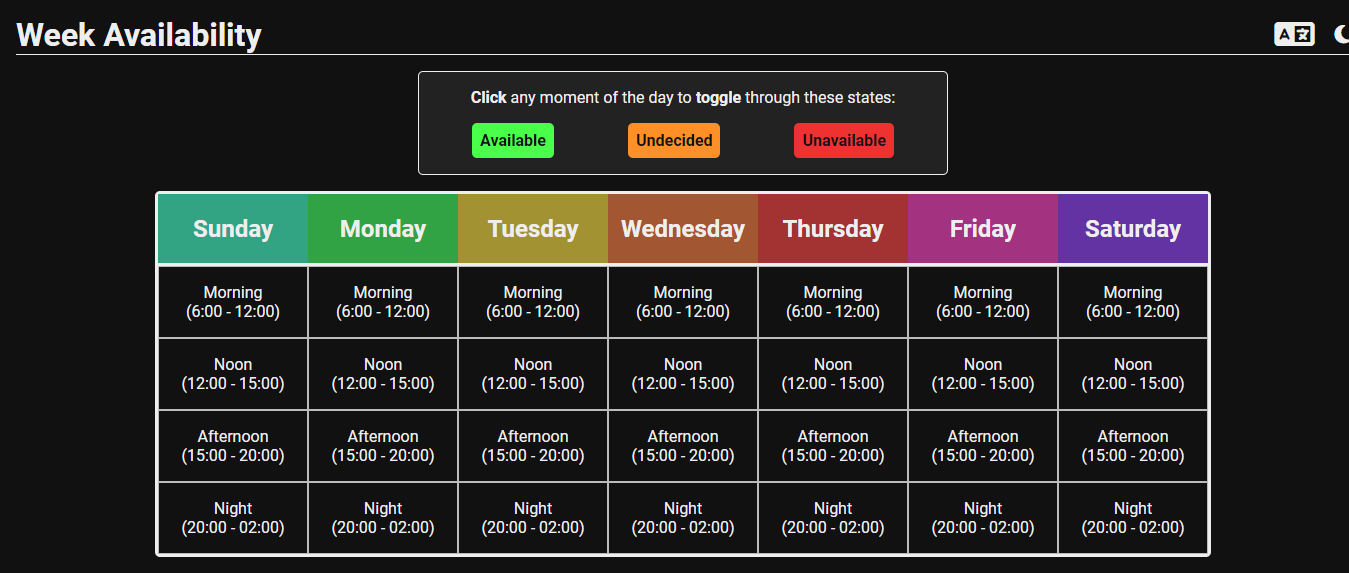 Week Availability
A
Click any moment of the day to toggle through these states:
Available Undecided Unavailable
Sunday Monday Tuesday Wednesday Thursday Friday Saturday
Morning Morning Morning Morning Morning Morning Morning
(6:00 - 12:00) (6:00 - 12:00) (6:00 - 12:00) (6:00 - 12:00) (6:00 - 12:00) (6:00 - 12:00) (6:00 - 12:00)
Noon Noon Noon Noon Noon Noon Noon
(12:00 - 15:00) (12:00 - 15:00) (12:00 - 15:00) (12:00 - 15:00) (12:00 - 15:00) (12:00 - 15:00) (12:00 - 15:00)
Afternoon Afternoon Afternoon Afternoon Afternoon Afternoon Afternoon
(15:00 - 20:00) (15:00 - 20:00) (15:00 - 20:00) (15:00 - 20:00) (15:00 - 20:00) (15:00 - 20:00) (15:00 - 20:00)
Night Night Night Night Night Night Night
(20:00 - 02:00) (20:00 - 02:00) (20:00 - 02:00) (20:00 - 02:00) (20:00 - 02:00) (20:00 - 02:00) (20:00 - 02:00)